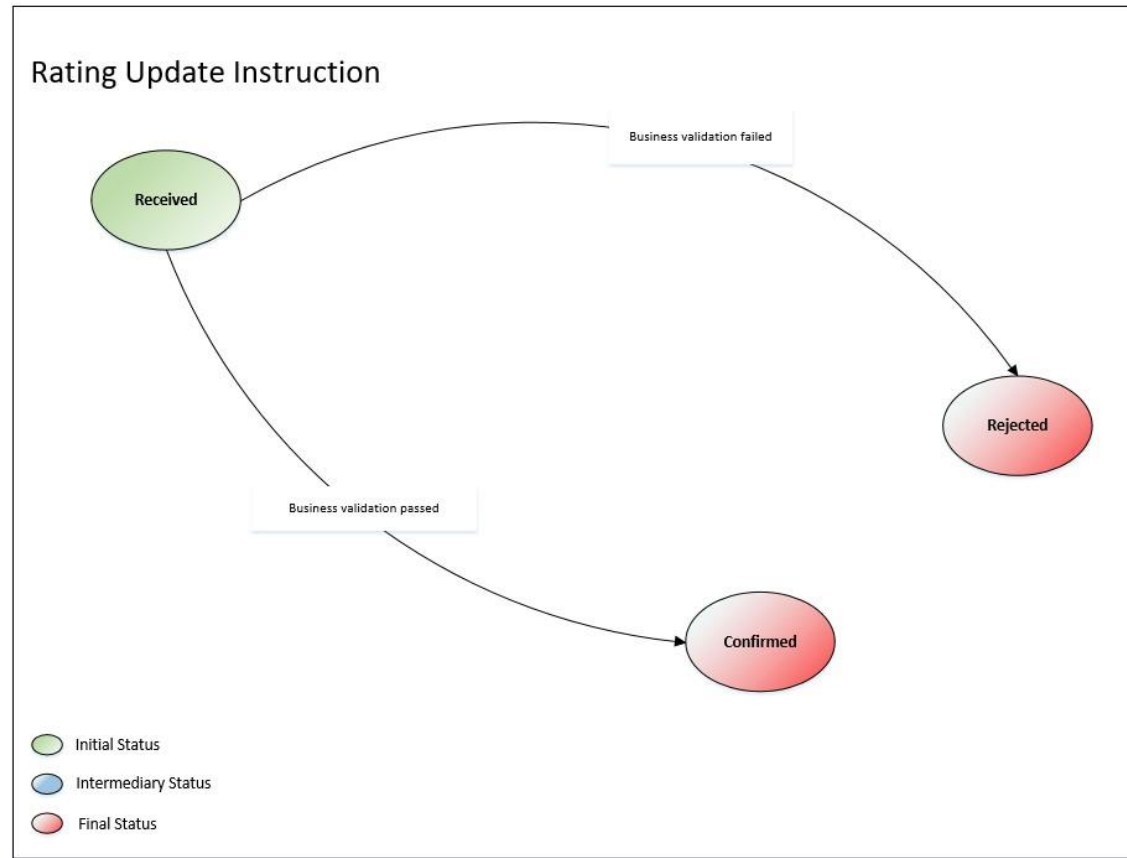 Rating Update Instruction
Business validation failed
Received
Rejected
Business validation passed
Confirmed
Initial Status
Intermediary Status
Final Status